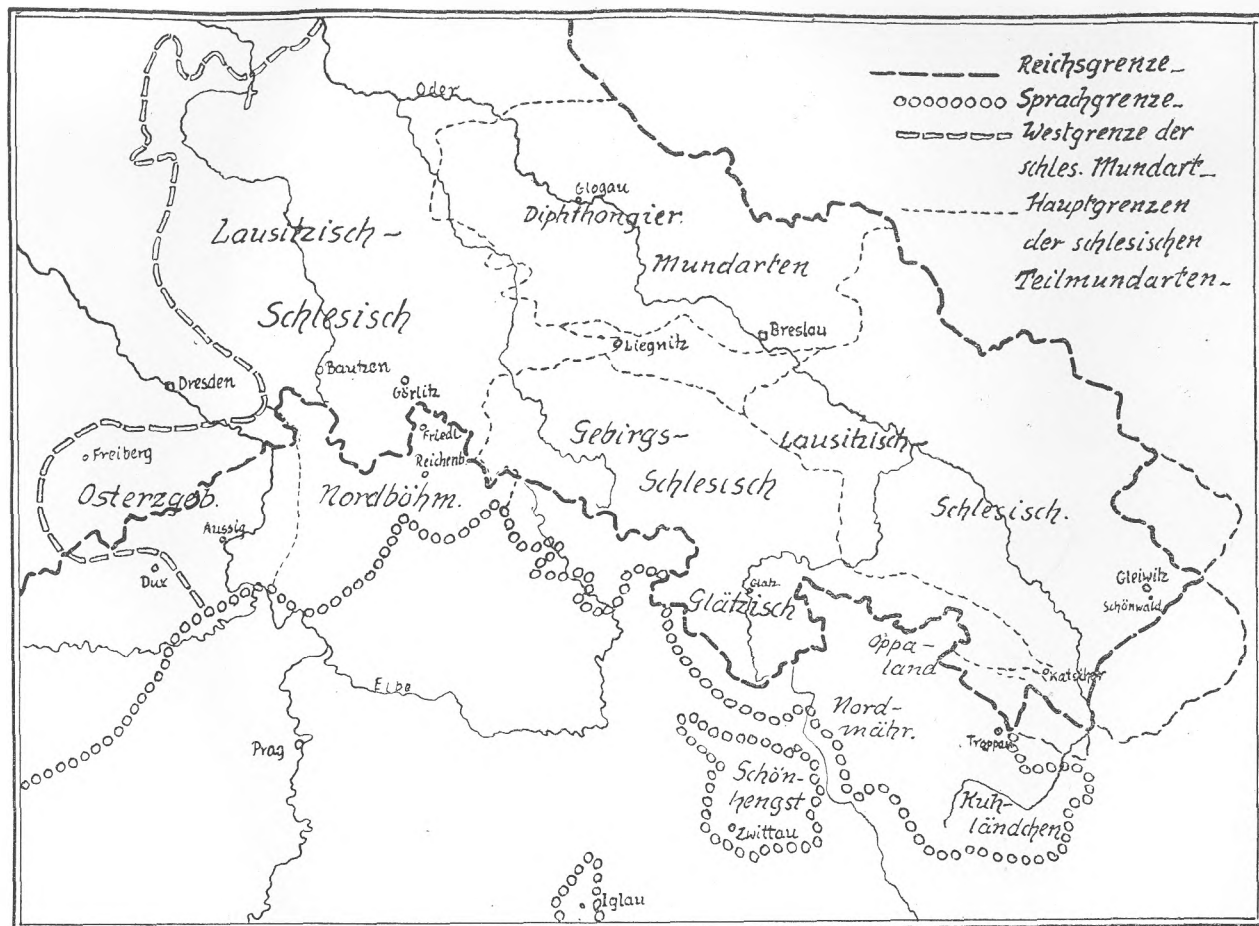 Reichsgrenze_
Sprachgrenze_
Westgrenze der
schles. Mundart_
Hauptgrenzen
der schlesischen
Teilmundarten_
Oder
Glogau
Diphthongier.
Mundarten
Lausitzisch-
Schlesisch
Liegnitz
Breslau
Bautzen
Dresden
Görlitz
Friedl.
Reichenb.
Gebirgs-
Schlesisch
Lausitzisch-
Schlesisch.
Freiberg
Osterzgeb.
Nordböhm.
Aussig
Dux
Glatz
Glätzisch
Gleiwitz
Schönwald
Oppa-
land
Katscher
Elbe
Nord-
mähr.
Prag
Troppau
Schön-
hengst
Zwittau
Kuh-
ländchen
Iglau